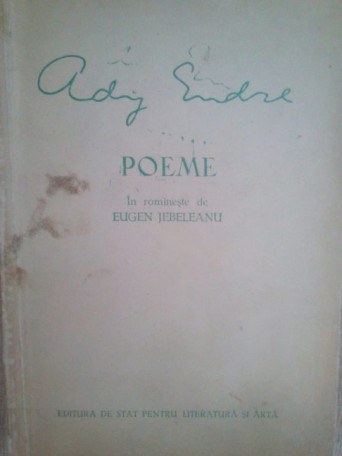 Ady Endre
POEME
In romînește de
EUGEN JEBELEANU
EDITURA DE STAT PENTRU LITERATURĂ ȘI ARTĂ